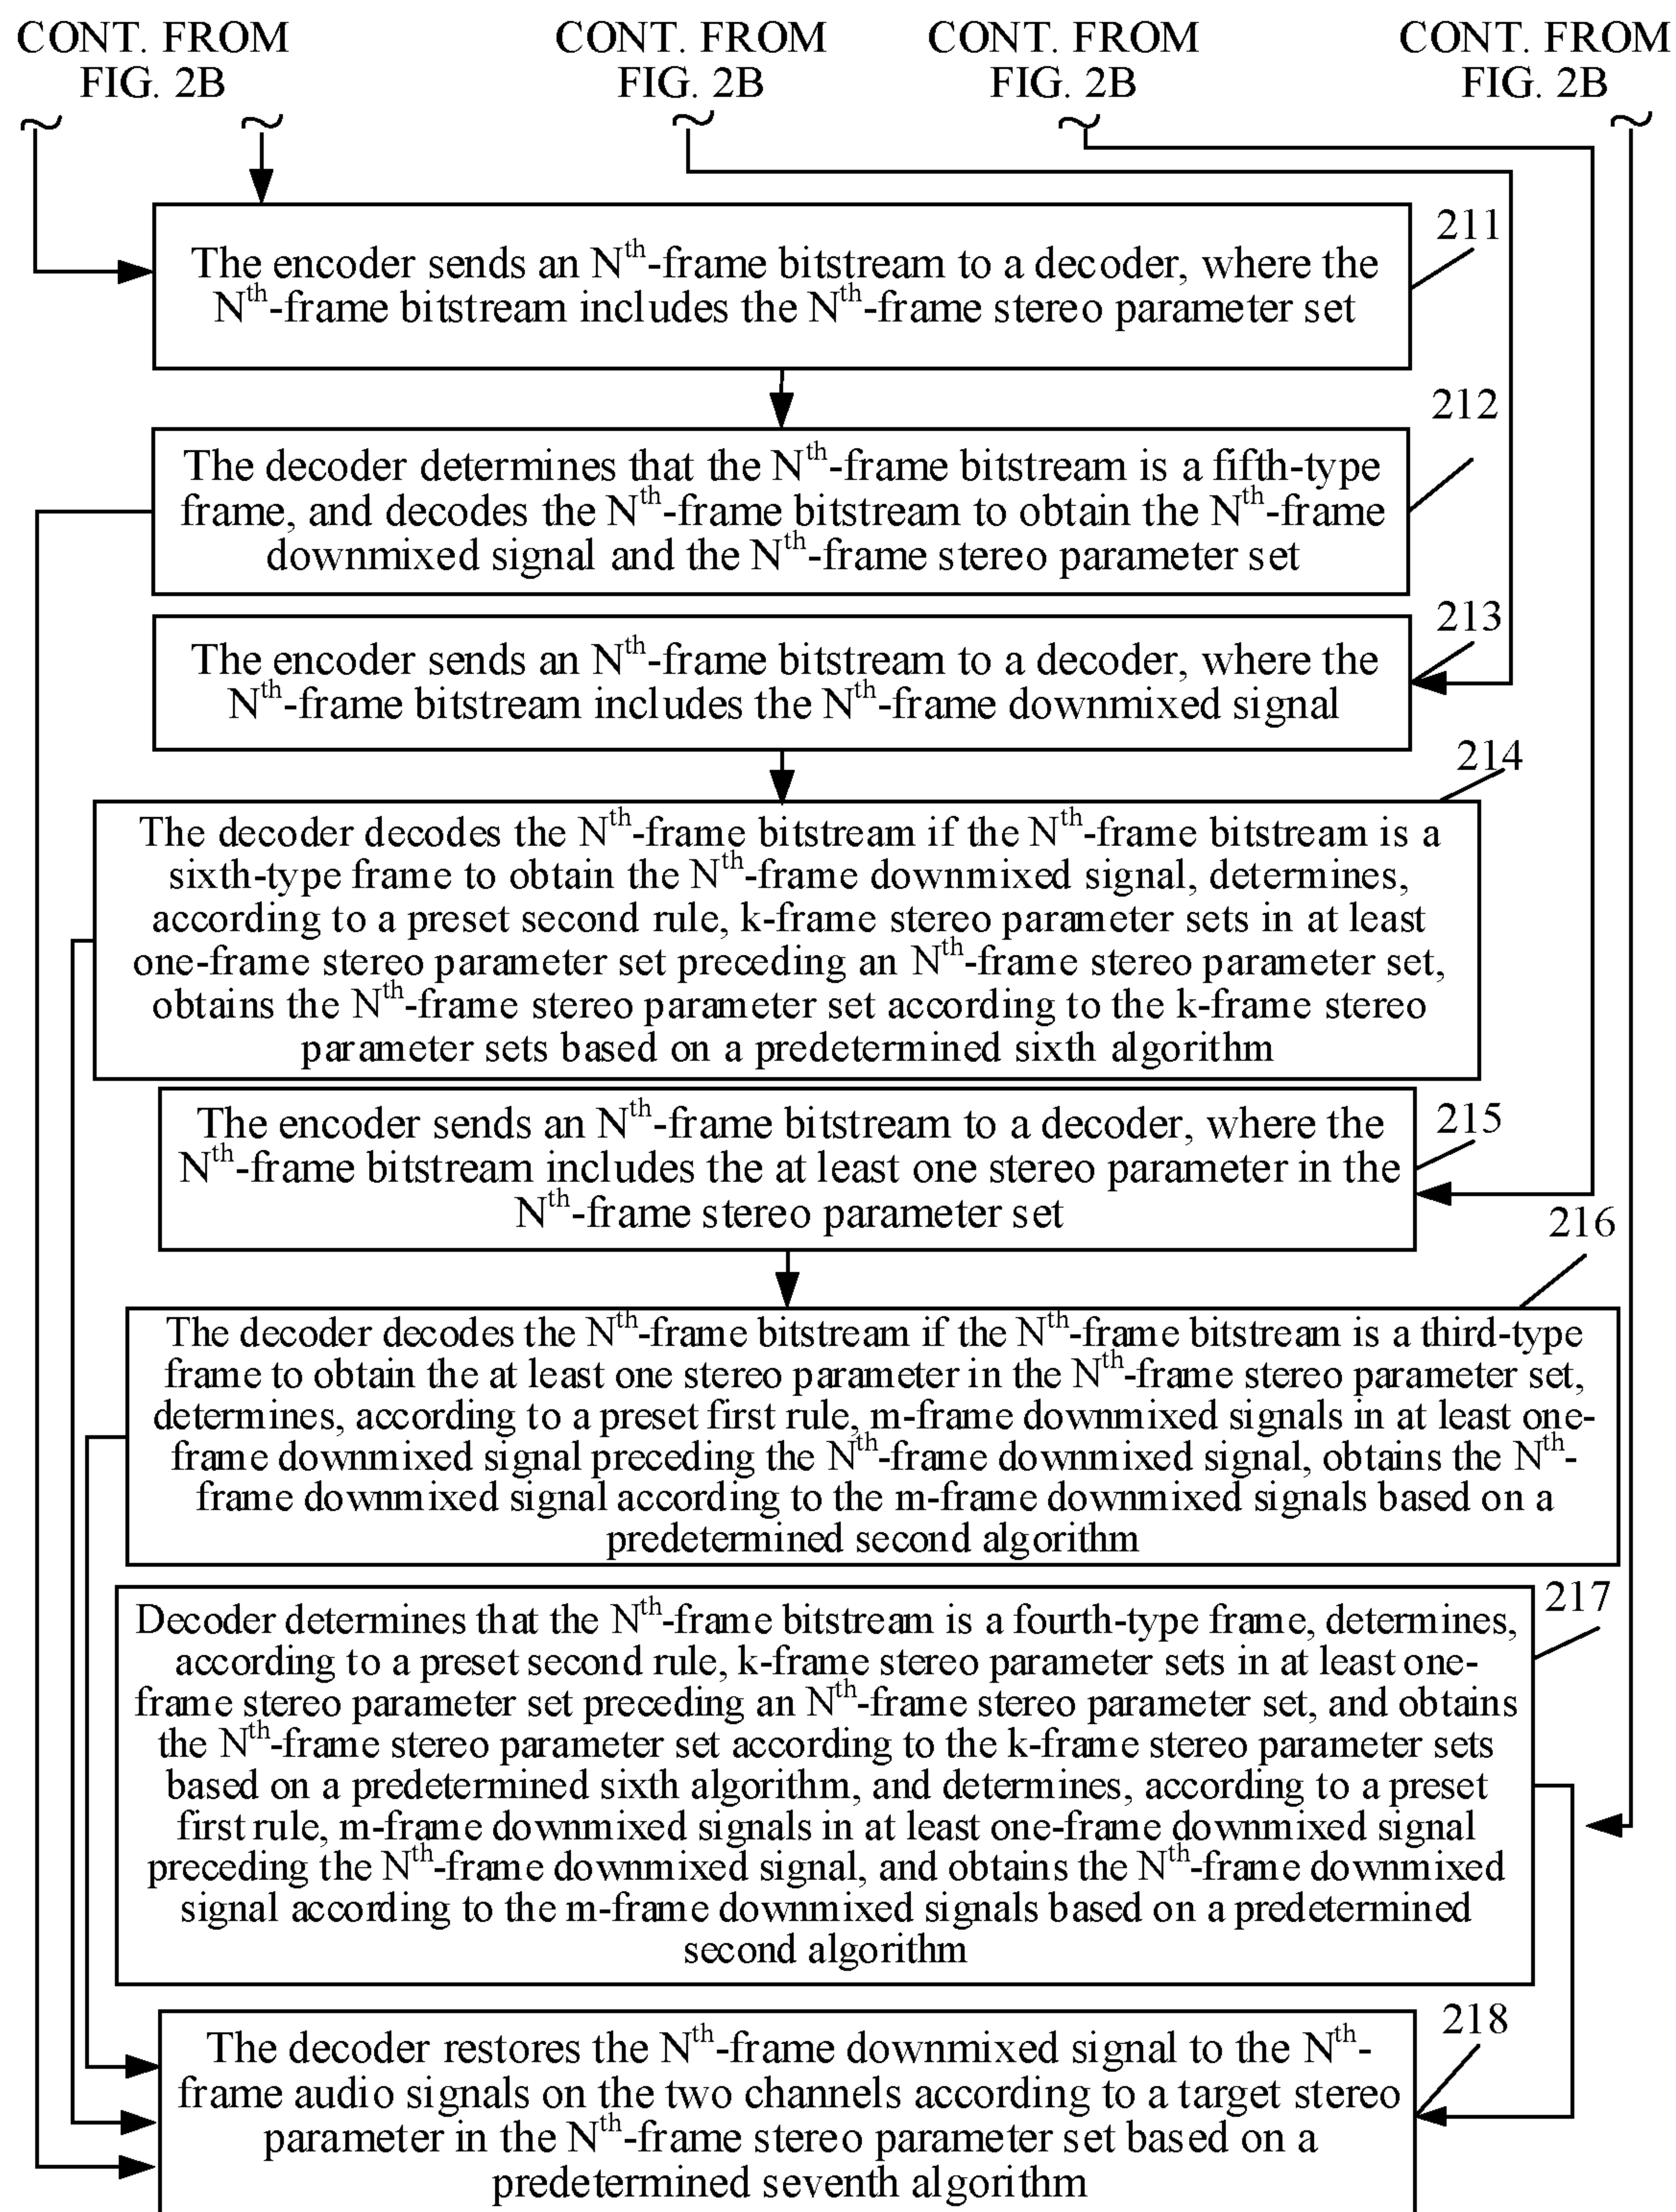 CONT. FROM
FIG. 2B
CONT. FROM
FIG. 2B
CONT. FROM
FIG. 2B
CONT. FROM
FIG. 2B
211
The encoder sends an Nth-frame bitstream to a decoder, where the
Nth-frame bitstream includes the Nth-frame stereo parameter set
212
The decoder determines that the Nth-frame bitstream is a fifth-type
frame, and decodes the Nth-frame bitstream to obtain the Nth-frame
downmixed signal and the Nth-frame stereo parameter set
213
The encoder sends an Nth-frame bitstream to a decoder, where the
Nth-frame bitstream includes the Nth-frame downmixed signal
214
The decoder decodes the Nth-frame bitstream if the Nth-frame bitstream is a
sixth-type frame to obtain the Nth-frame downmixed signal, determines,
according to a preset second rule, k-frame stereo parameter sets in at least
one-frame stereo parameter set preceding an Nth-frame stereo parameter set,
obtains the Nth-frame stereo parameter set according to the k-frame stereo
parameter sets based on a predetermined sixth algorithm
215
The encoder sends an Nth-frame bitstream to a decoder, where the
Nth-frame bitstream includes the at least one stereo parameter in the
Nth-frame stereo parameter set
216
The decoder decodes the Nth-frame bitstream if the Nth-frame bitstream is a third-type
frame to obtain the at least one stereo parameter in the Nth-frame stereo parameter set,
determines, according to a preset first rule, m-frame downmixed signals in at least one-
frame downmixed signal preceding the Nth-frame downmixed signal, obtains the Nth-
frame downmixed signal according to the m-frame downmixed signals based on a
predetermined second algorithm
217
Decoder determines that the Nth-frame bitstream is a fourth-type frame, determines,
according to a preset second rule, k-frame stereo parameter sets in at least one-
frame stereo parameter set preceding an Nth-frame stereo parameter set, and obtains
the Nth-frame stereo parameter set according to the k-frame stereo parameter sets
based on a predetermined sixth algorithm, and determines, according to a preset
first rule, m-frame downmixed signals in at least one-frame downmixed signal
preceding the Nth-frame downmixed signal, and obtains the Nth-frame downmixed
signal according to the m-frame downmixed signals based on a predetermined
second algorithm
218
The decoder restores the Nth-frame downmixed signal to the Nth-
frame audio signals on the two channels according to a target stereo
parameter in the Nth-frame stereo parameter set based on a
predetermined seventh algorithm